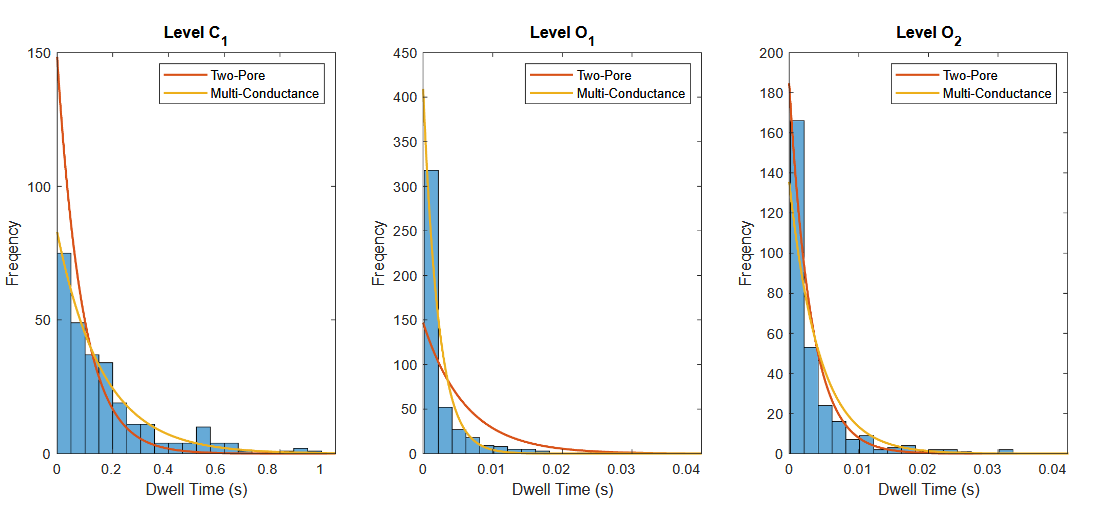 Level C1
150
100
50
0
0 0.2 0.4 0.6 0.8 1
Freqency
Dwell Time (s)
Two-Pore
Multi-Conductance
Level O1
450
400
350
300
250
200
150
100
50
0
0 0.01 0.02 0.03 0.04
Freqency
Dwell Time (s)
Two-Pore
Multi-Conductance
Level O2
200
180
160
140
120
100
80
60
40
20
0
0 0.01 0.02 0.03 0.04
Freqency
Dwell Time (s)
Two-Pore
Multi-Conductance